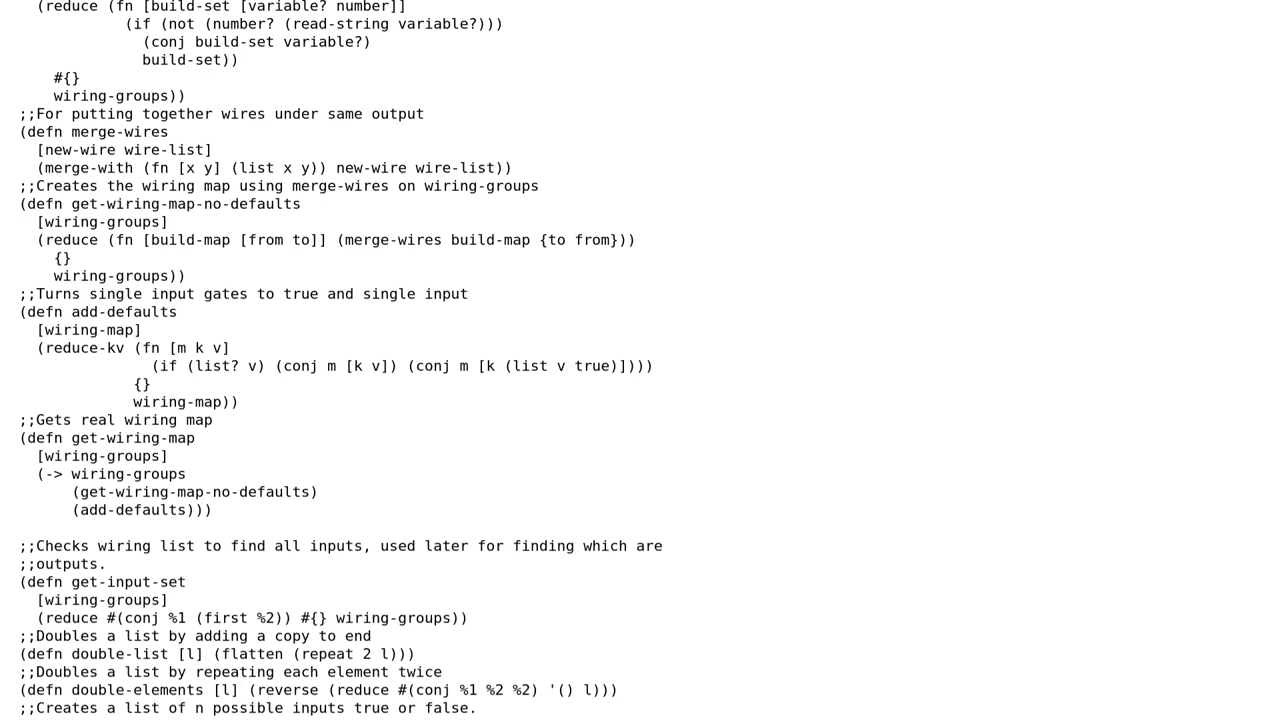 (reduce (fn [build-set [variable? number]]
(if (not (number? (read-string variable?)))
(conj build-set variable?)
build-set))
#{}
wiring-groups))
;;For putting together wires under same output
(defn merge-wires
[new-wire wire-list]
(merge-with (fn [x y] (list x y)) new-wire wire-list))
;;Creates the wiring map using merge-wires on wiring-groups
(defn get-wiring-map-no-defaults
[wiring-groups]
(reduce (fn [build-map [from to]] (merge-wires build-map {to from}))
{}
wiring-groups))
;;Turns single input gates to true and single input
(defn add-defaults
[wiring-map]
(reduce-kv (fn [m k v]
(if (list? v) (conj m [k v]) (conj m [k (list v true)])))
{}
wiring-map))
;;Gets real wiring map
(defn get-wiring-map
[wiring-groups]
(-> wiring-groups
(get-wiring-map-no-defaults)
(add-defaults)))
;;Checks wiring list to find all inputs, used later for finding which are
;;outputs.
(defn get-input-set
[wiring-groups]
(reduce #(conj %1 (first %2)) #{} wiring-groups))
;;Doubles a list by adding a copy to end
(defn double-list [l] (flatten (repeat 2 l)))
;;Doubles a list by repeating each element twice
(defn double-elements [l] (reverse (reduce #(conj %1 %2 %2) '() l)))
;;Creates a list of n possible inputs true or false.